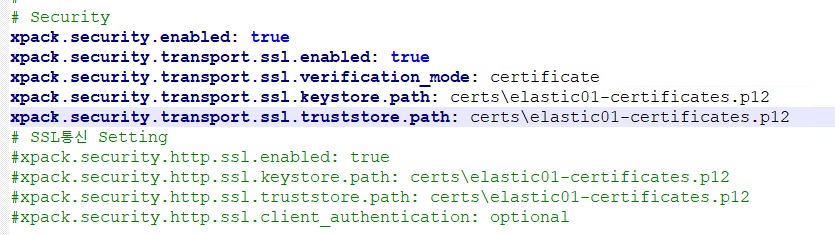 #
# Security
xpack.security.enabled: true
xpack.security.transport.ssl.enabled: true
xpack.security.transport.ssl.verification_mode: certificate
xpack.security.transport.ssl.keystore.path: certs\elastic01-certificates.p12
xpack.security.transport.ssl.truststore.path: certs\elastic01-certificates.p12
# SSL통신 Setting
#xpack.security.http.ssl.enabled: true
#xpack.security.http.ssl.keystore.path: certs\elastic01-certificates.p12
#xpack.security.http.ssl.truststore.path: certs\elastic01-certificates.p12
#xpack.security.http.ssl.client_authentication: optional